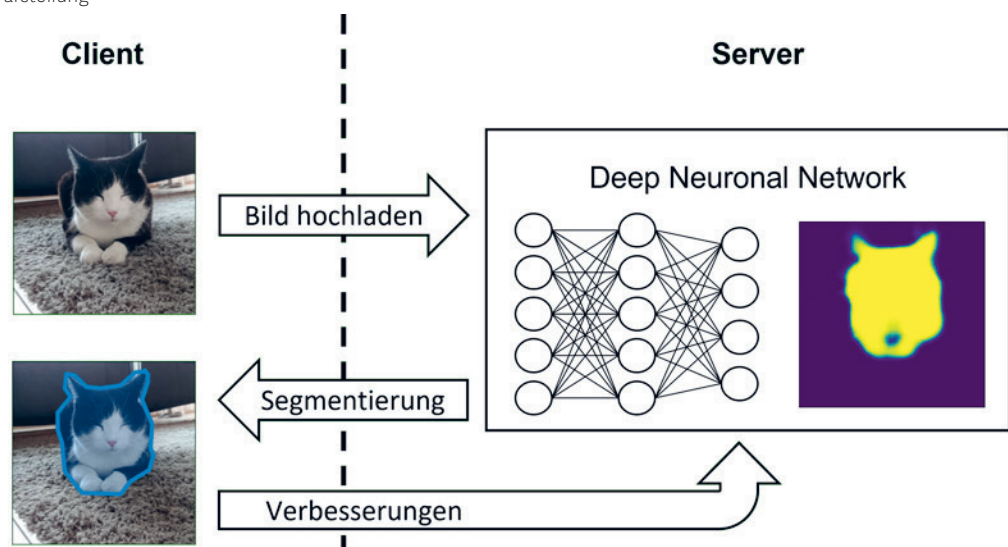 Client
Server
Deep Neuronal Network
Bild hochladen
Segmentierung
Verbesserungen